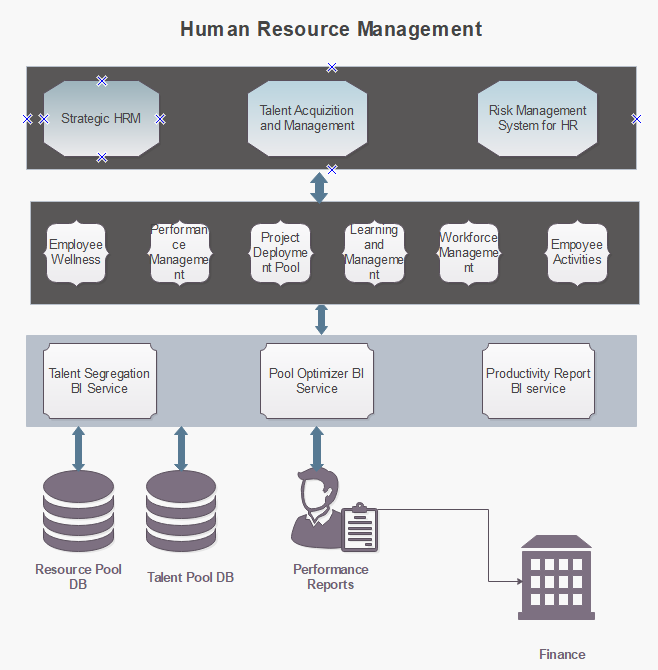 Human Resource Management
Strategic HRM
Talent Acquizition
and Management
Risk Management
System for HR
Employee
Wellness
Performan
ce
Management
Project
Deployme
nt Pool
Learning
and
Manageme
nt
Workforce
Manageme
nt
Empoyee
Activities
Talent Segregation
BI Service
Pool Optimizer BI
Service
Productivity Report
BI service
Resource Pool
DB
Talent Pool DB
Performance
Reports
Finance